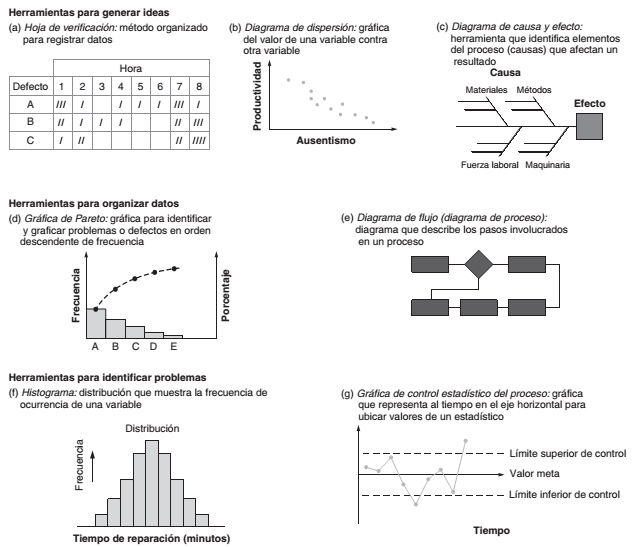 Herramientas para generar ideas
(a) Hoja de verificación: método organizado
para registrar datos
Hora
Defecto 1 2 3 4 5 6 7 8
A /// / / / / /// /
B // / / / // ///
C / // // ////
(b) Diagrama de dispersión: gráfica
del valor de una variable contra
otra variable
Productividad
Ausentismo
(c) Diagrama de causa y efecto:
herramienta que identifica elementos
del proceso (causas) que afectan un
resultado
Causa
Materiales Métodos
Efecto
Fuerza laboral Maquinaria
Herramientas para organizar datos
(d) Gráfica de Pareto: gráfica para identificar
y graficar problemas o defectos en orden
descendente de frecuencia
Frecuencia
Porcentaje
A B C D E
(e) Diagrama de flujo (diagrama de proceso):
diagrama que describe los pasos involucrados
en un proceso
Herramientas para identificar problemas
(f) Histograma: distribución que muestra la frecuencia de
ocurrencia de una variable
Distribución
Frecuencia
Tiempo de reparación (minutos)
(g) Gráfica de control estadístico del proceso: gráfica
que representa al tiempo en el eje horizontal para
ubicar valores de un estadístico
Límite superior de control
Valor meta
Límite inferior de control
Tiempo